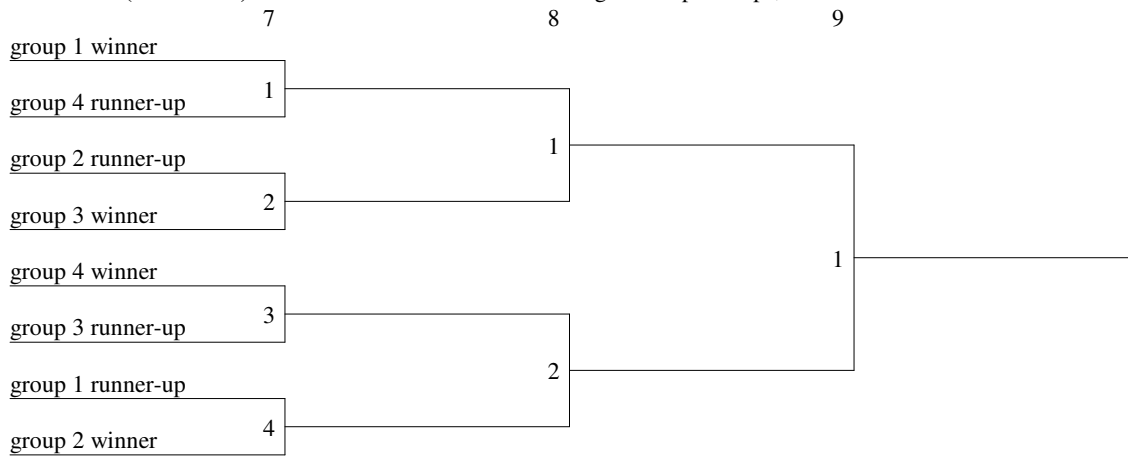 7 8 9
group 1 winner
1
group 4 runner-up
1
group 2 runner-up
2
group 3 winner
1
group 4 winner
3
group 3 runner-up
2
group 1 runner-up
4
group 2 winner